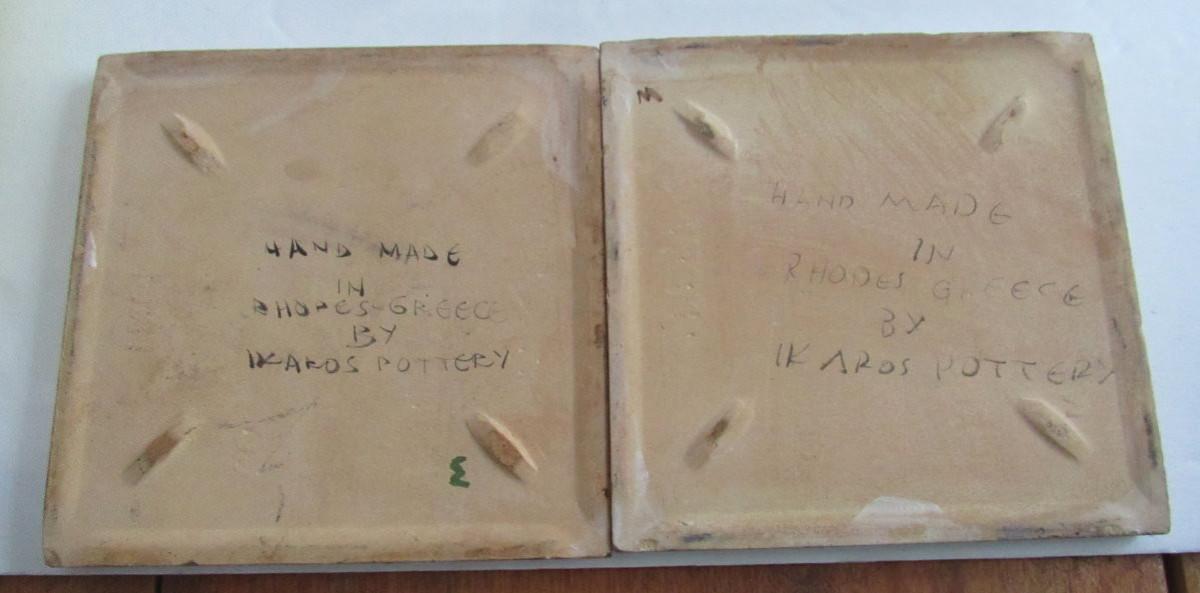 HAND MADE
IN
RHODES-GREECE
BY
IKAROS POTTERY
Σ
M
HAND MADE
IN
RHODES GREECE
BY
IKAROS POTTERY